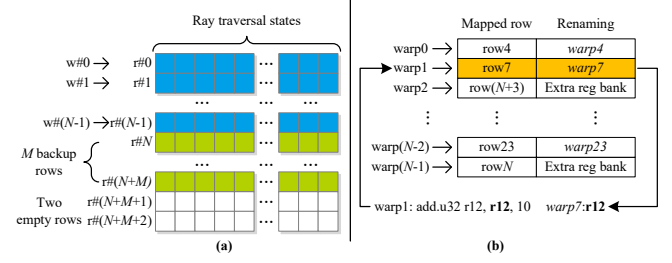 Ray traversal states
w#0 r#0 ...
w#1 r#1 ...
... ...
w#(N-1) r#(N-1) ...
r#N ...
M backup rows
... ...
r#(N+M) ...
Two empty rows
r#(N+M+1) ...
r#(N+M+2) ...
(a)
Mapped row Renaming
warp0 row4 warp4
warp1 row7 warp7
warp2 row(N+3) Extra reg bank
⋮ ⋮ ⋮
warp(N-2) row23 warp23
warp(N-1) rowN Extra reg bank
warp1: add.u32 r12, r12, 10 warp7:r12
(b)